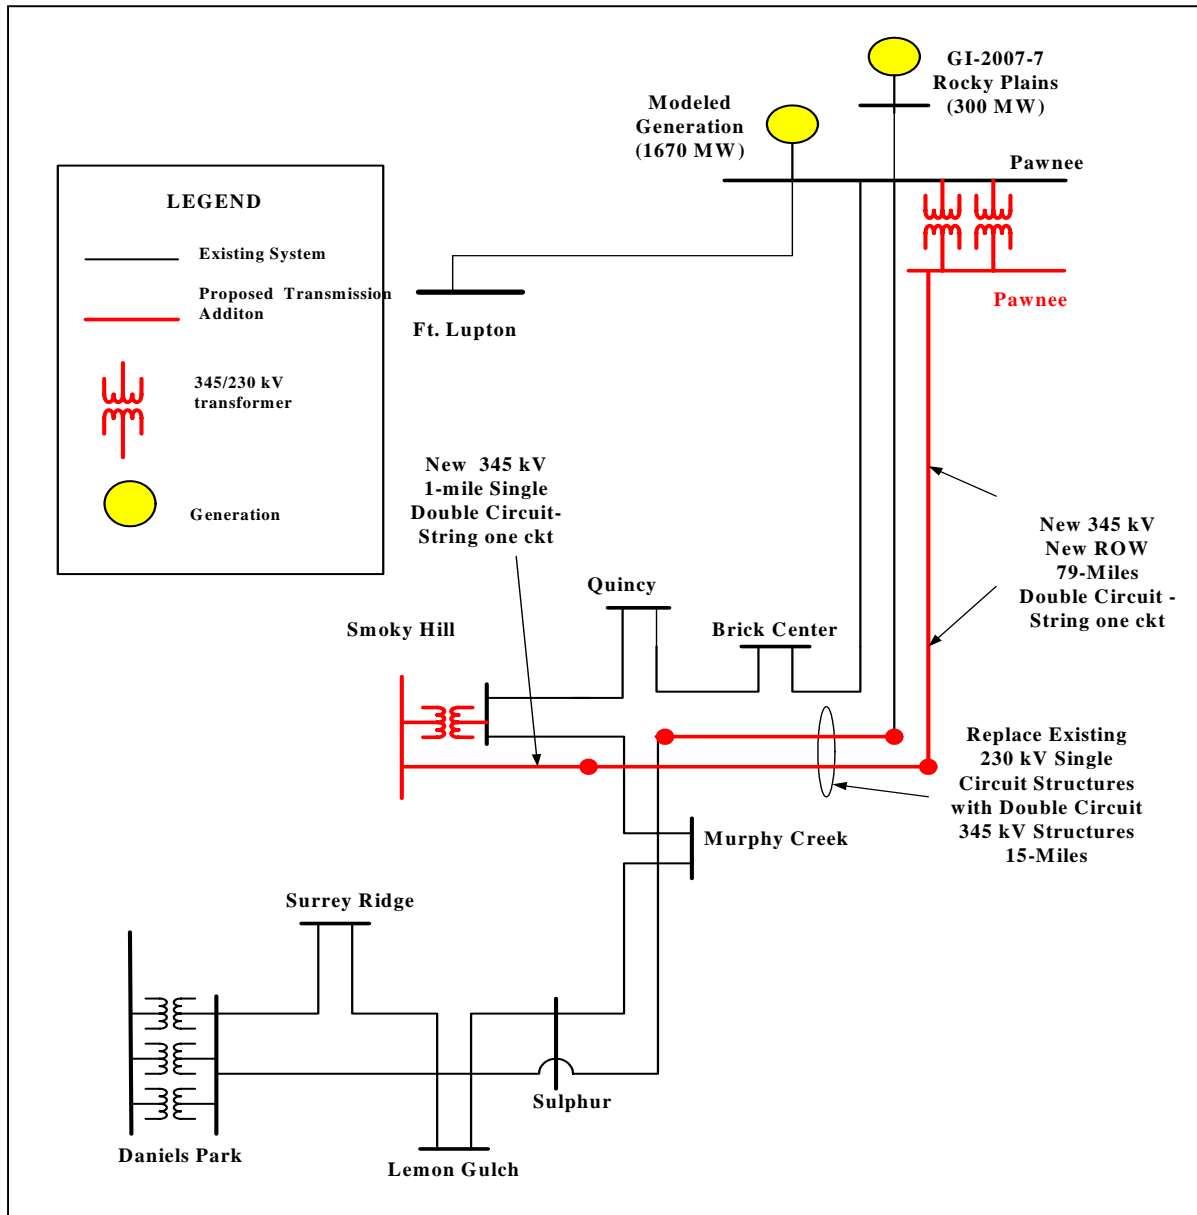 GI-2007-7
Rocky Plains
(300 MW)
Modeled
Generation
(1670 MW)
Pawnee
LEGEND
Existing System
Proposed Transmission
Additon
345/230 kV
transformer
Generation
Ft. Lupton
Pawnee
New 345 kV
1-mile Single
Double Circuit-
String one ckt
New 345 kV
New ROW
79-Miles
Double Circuit -
String one ckt
Quincy
Brick Center
Smoky Hill
Replace Existing
230 kV Single
Circuit Structures
with Double Circuit
345 kV Structures
15-Miles
Murphy Creek
Surrey Ridge
Sulphur
Daniels Park
Lemon Gulch